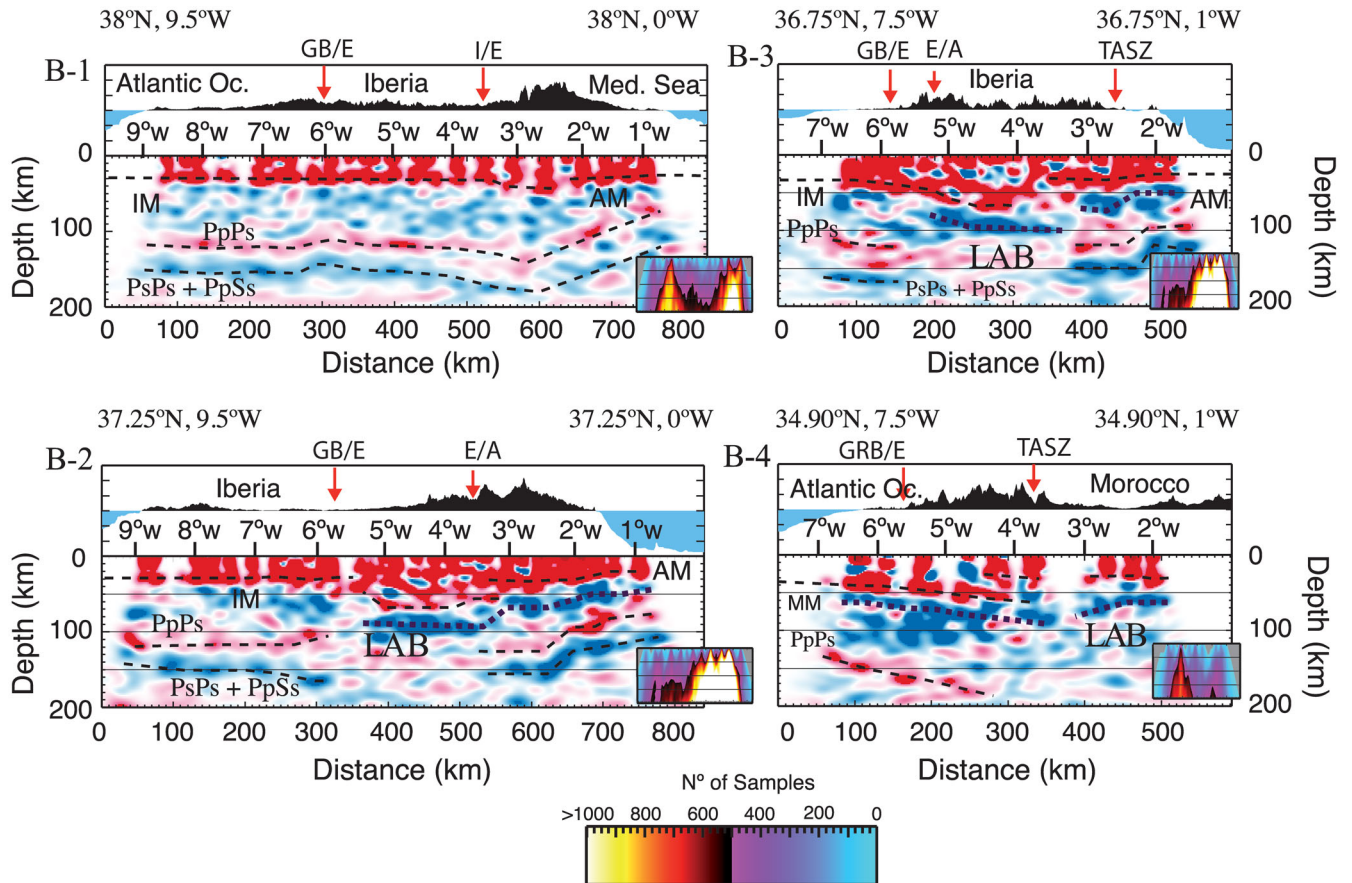 38ºN, 9.5ºW 38ºN, 0ºW
GB/E I/E
B-1 Atlantic Oc. Iberia Med. Sea
9ºw 8ºw 7ºw 6ºw 5ºw 4ºw 3ºw 2ºw 1ºw
0
IM AM
100
PpPs
PsPs + PpSs
200
0 100 200 300 400 500 600 700 800
Depth (km)
Distance (km)
36.75ºN, 7.5ºW 36.75ºN, 1ºW
GB/E E/A TASZ
B-3 Iberia
7ºw 6ºw 5ºw 4ºw 3ºw 2ºw
0
IM AM
100
PpPs
LAB
PsPs + PpSs
200
0 100 200 300 400 500
Depth (km)
Distance (km)
37.25ºN, 9.5ºW 37.25ºN, 0ºW
GB/E E/A
B-2 Iberia
9ºw 8ºw 7ºw 6ºw 5ºw 4ºw 3ºw 2ºw 1ºw
0
AM
IM
100
PpPs LAB
PsPs + PpSs
200
0 100 200 300 400 500 600 700 800
Depth (km)
Distance (km)
34.90ºN, 7.5ºW 34.90ºN, 1ºW
GRB/E TASZ
B-4 Atlantic Oc. Morocco
7ºw 6ºw 5ºw 4ºw 3ºw 2ºw
0
MM
100
PpPs LAB
200
0 100 200 300 400 500
Depth (km)
Distance (km)
Nº of Samples
>1000 800 600 400 200 0